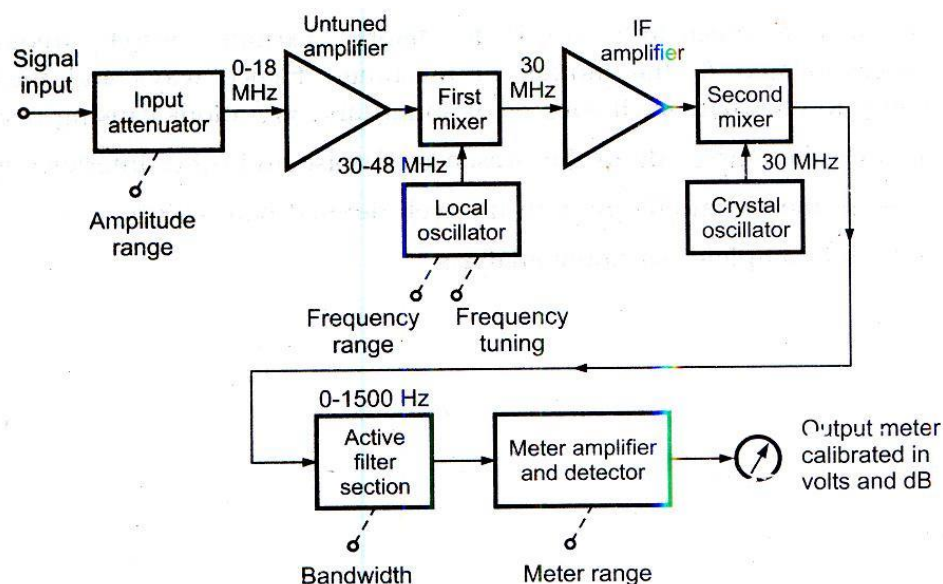 Signal
input
Input
attenuator
Amplitude
range
0-18
MHz
Untuned
amplifier
First
mixer
30-48 MHz
Local
oscillator
Frequency
range
Frequency
tuning
30
MHz
IF
amplifier
Second
mixer
30 MHz
Crystal
oscillator
0-1500 Hz
Active
filter
section
Bandwidth
Meter amplifier
and detector
Meter range
Output meter
calibrated in
volts and dB